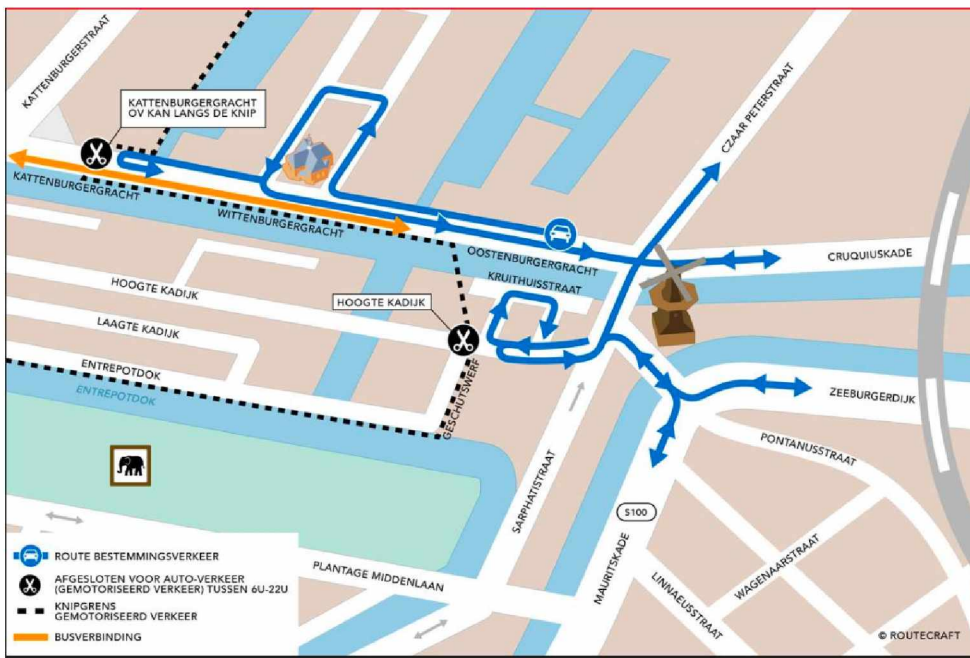 KATTENBURGERSTRAAT
KATTENBURGERGRACHT
OV KAN LANGS DE KNIP
CZAAR PETERSTRAAT
KATTENBURGERGRACHT
WITTENBURGERGRACHT
OOSTENBURGERGRACHT
CRUQUIUSKADE
KRUITHUISSTRAAT
HOOGTE KADIJK
HOOGTE KADIJK
LAAGTE KADIJK
ENTREPOTDOK
ENTREPOTDOK
GESCHUTSWERF
ZEEBURGERDIJK
PONTANUSSTRAAT
SARPHATISTRAAT
S100
MAURITSKADE
WAGENAARSTRAAT
LINNAEUSSTRAAT
PLANTAGE MIDDENLAAN
ROUTE BESTEMMINGSVERKEER
AFGESLOTEN VOOR AUTO-VERKEER
(GEMOTORISEERD VERKEER) TUSSEN 6U-22U
KNIPGRENS
GEMOTORISEERD VERKEER
BUSVERBINDING
© ROUTECRAFT